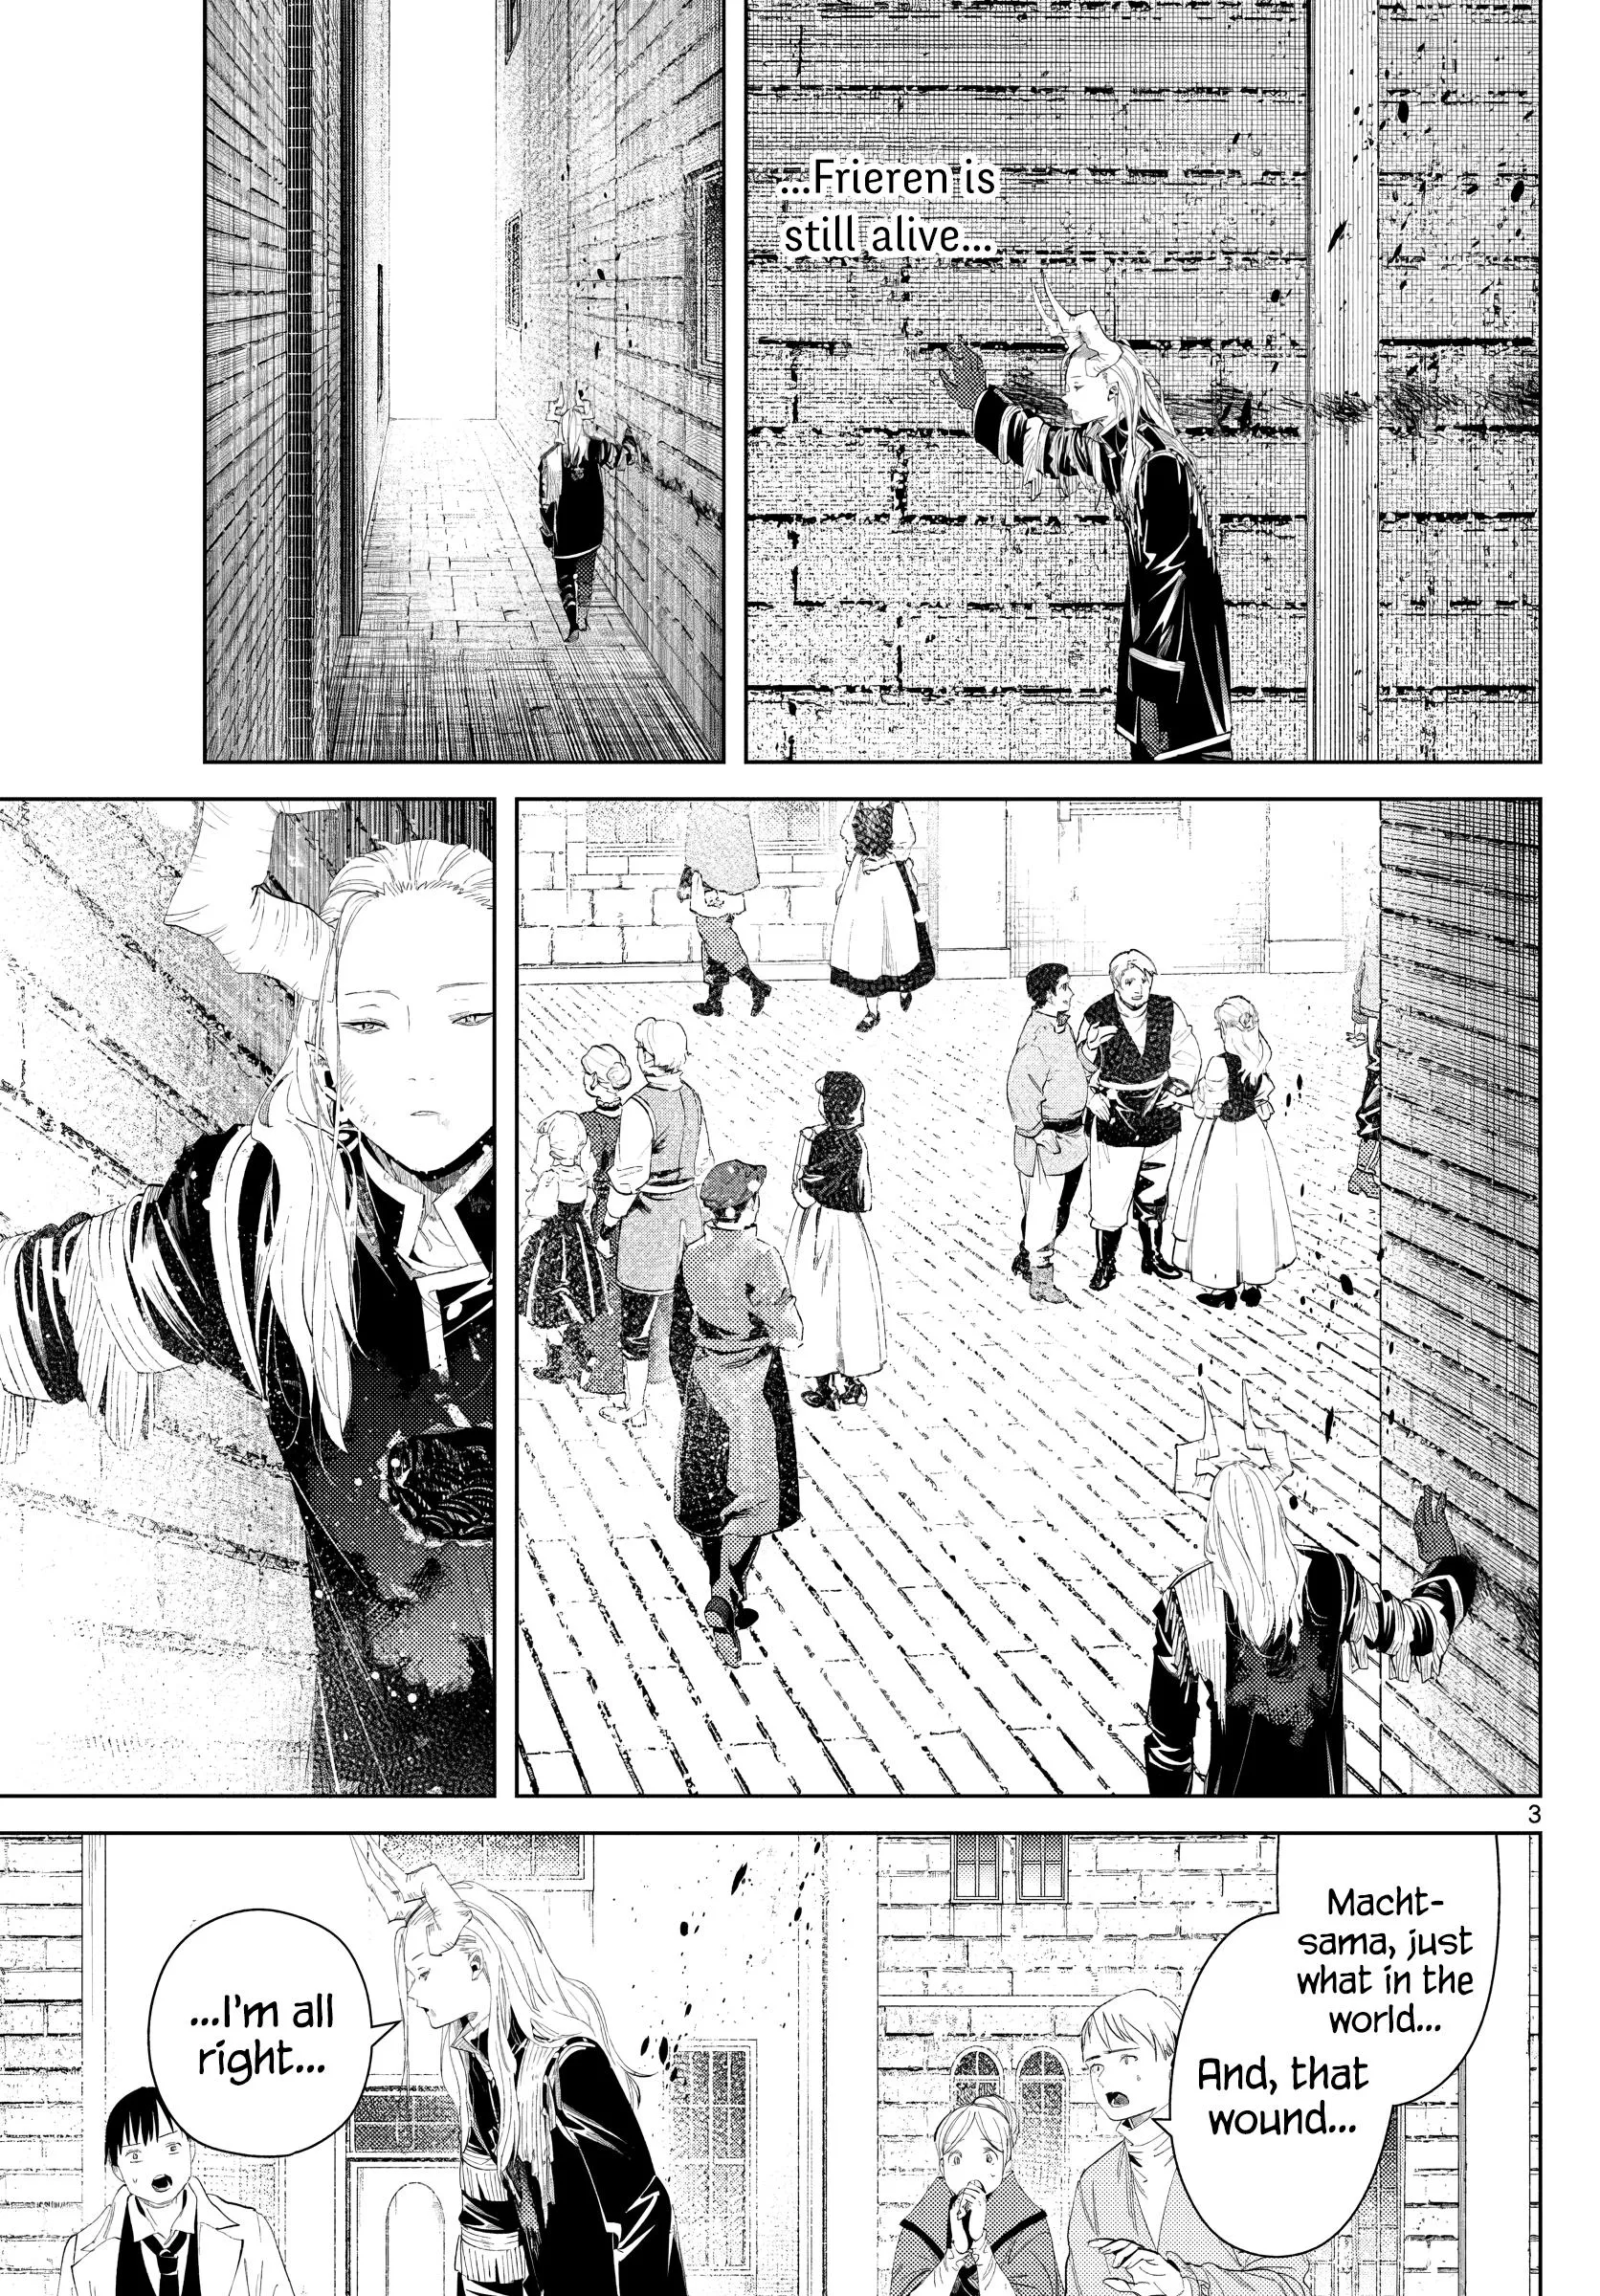 ...Frieren is
still alive...
3
Macht-
sama, just
what in the
world...
And, that
wound...
...I'm all
right...